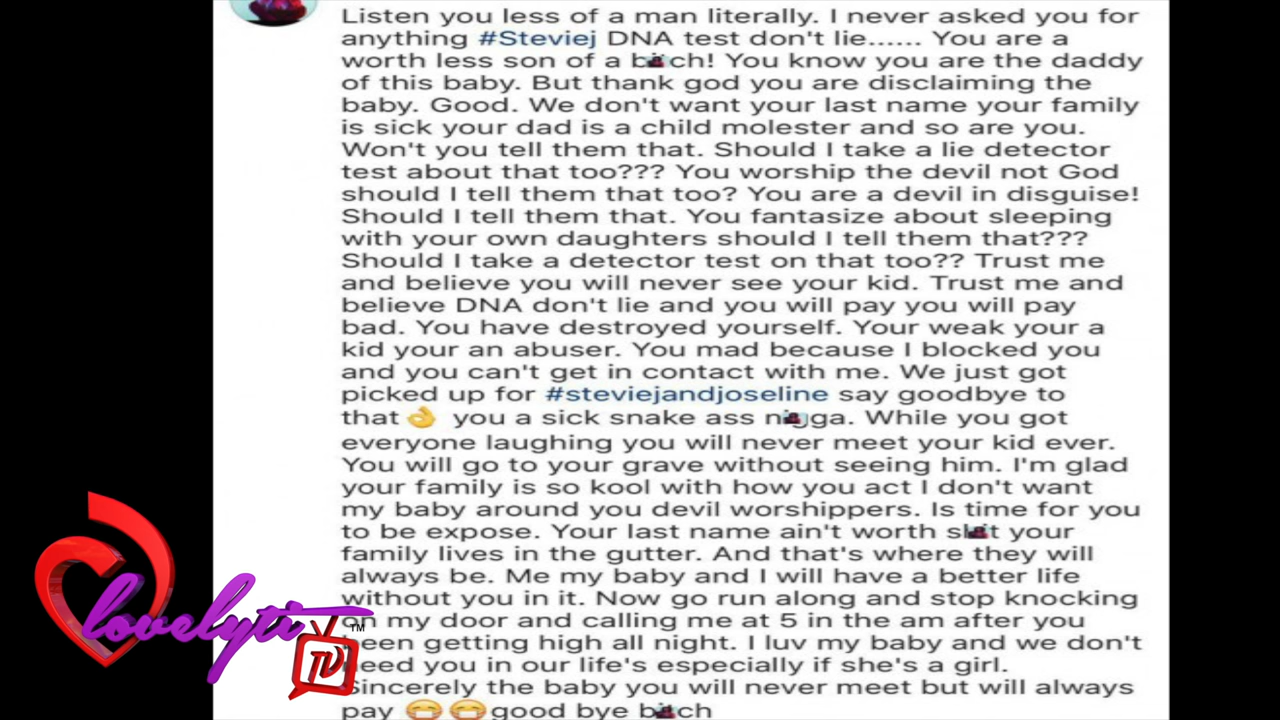 Listen you less of a man literally. I never asked you for
anything #Steviej DNA test don't lie...... You are a
worth less son of a bitch! You know you are the daddy
of this baby. But thank god you are disclaiming the
baby. Good. We don't want your last name your family
is sick your dad is a child molester and so are you.
Won't you tell them that. Should I take a lie detector
test about that too??? You worship the devil not God
should I tell them that too? You are a devil in disguise!
Should I tell them that. You fantasize about sleeping
with your own daughters should I tell them that???
Should I take a detector test on that too?? Trust me
and believe you will never see your kid. Trust me and
believe DNA don't lie and you will pay you will pay
bad. You have destroyed yourself. Your weak your a
kid your an abuser. You mad because I blocked you
and you can't get in contact with me. We just got
picked up for #steviejandjoseline say goodbye to
that 👌 you a sick snake ass nigga. While you got
everyone laughing you will never meet your kid ever.
You will go to your grave without seeing him. I'm glad
your family is so kool with how you act I don't want
my baby around you devil worshippers. Is time for you
to be expose. Your last name ain't worth shit your
family lives in the gutter. And that's where they will
always be. Me my baby and I will have a better life
without you in it. Now go run along and stop knocking
on my door and calling me at 5 in the am after you
been getting high all night. I luv my baby and we don't
need you in our life's especially if she's a girl.
Sincerely the baby you will never meet but will always
pay 😷😷good bye bitch
lovelyti™
TV